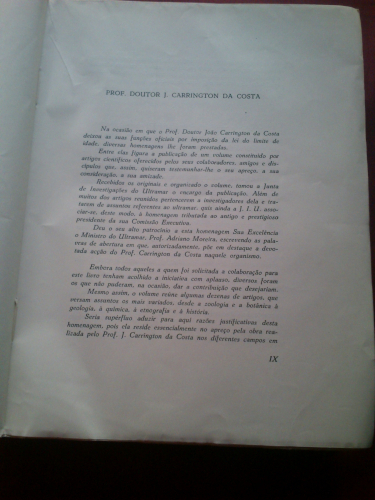 PROF. DOUTOR J. CARRINGTON DA COSTA
Na ocasião em que o Prof. Doutor João Carrington da Costa
deixou as suas funções oficiais por imposição da lei do limite de
idade, diversas homenagens lhe foram prestadas.
Entre elas figura a publicação de um volume constituído por
artigos científicos oferecidos pelos seus colaboradores, amigos e dis-
cípulos que, assim, quiseram testemunhar-lhe o seu apreço, a sua
consideração, a sua amizade.
Recebidos os originais e organizado o volume, tomou a Junta
de Investigações do Ultramar o encargo da publicação. Além de
muitos dos artigos reunidos pertencerem a investigadores dela e tra-
tarem de assuntos referentes ao ultramar, quis ainda a J. I. U. asso-
ciar-se, deste modo, à homenagem tributada ao antigo e prestigioso
presidente da sua Comissão Executiva.
Deu o seu alto patrocínio a esta homenagem Sua Excelência
o Ministro do Ultramar, Prof. Adriano Moreira, escrevendo as pala-
vras de abertura em que, autorizadamente, põe em destaque a deve-
tada acção do Prof. Carrington da Costa naquele organismo.
Embora todos aqueles a quem foi solicitada a colaboração para
este livro tenham acolhido a iniciativa com aplauso, diversos foram
os que não puderam, na ocasião, dar a contribuição que desejariam.
Mesmo assim, o volume reúne algumas dezenas de artigos, que
versam assuntos os mais variados, desde a zoologia e a botânica à
geologia, à química, à etnografia e à história.
Seria supérfluo aduzir para aqui razões justificativas desta
homenagem, pois ela reside essencialmente no apreço pela obra rea-
lizada pelo Prof. J. Carrington da Costa nos diferentes campos em
IX